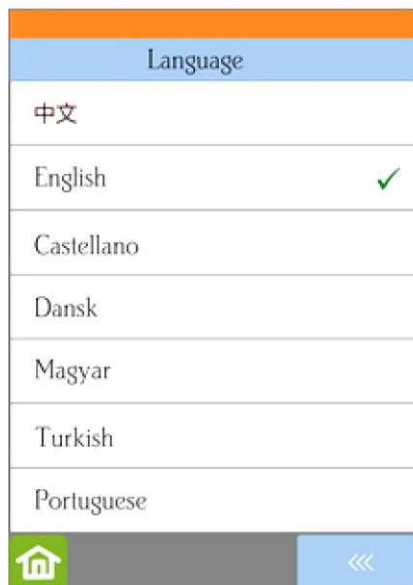 Language
中文
English
Castellano
Dansk
Magyar
Turkish
Portuguese